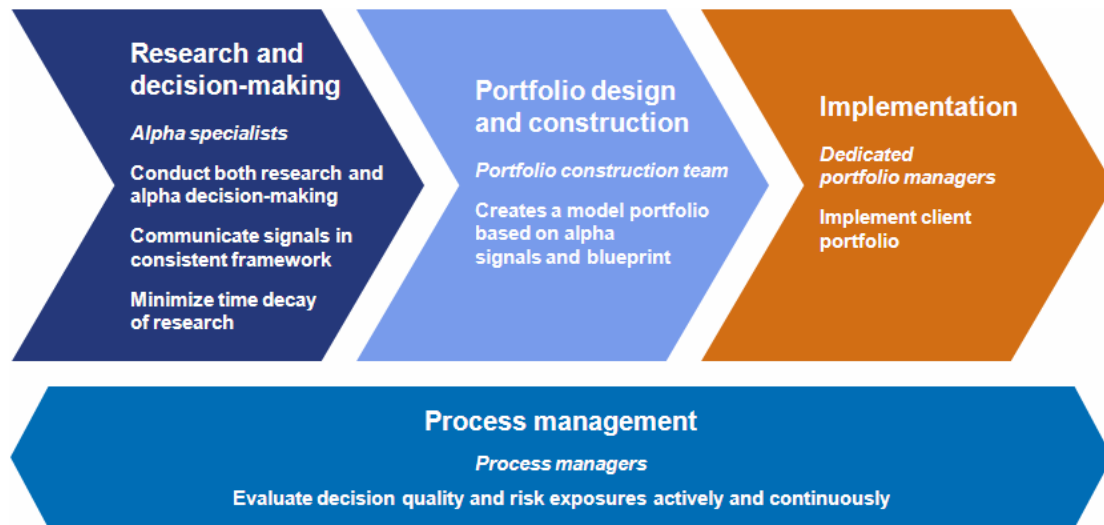 Research and
decision-making
Alpha specialists
Conduct both research and
alpha decision-making
Communicate signals in
consistent framework
Minimize time decay
of research
Portfolio design
and construction
Portfolio construction team
Creates a model portfolio
based on alpha
signals and blueprint
Implementation
Dedicated
portfolio managers
Implement client
portfolio
Process management
Process managers
Evaluate decision quality and risk exposures actively and continuously